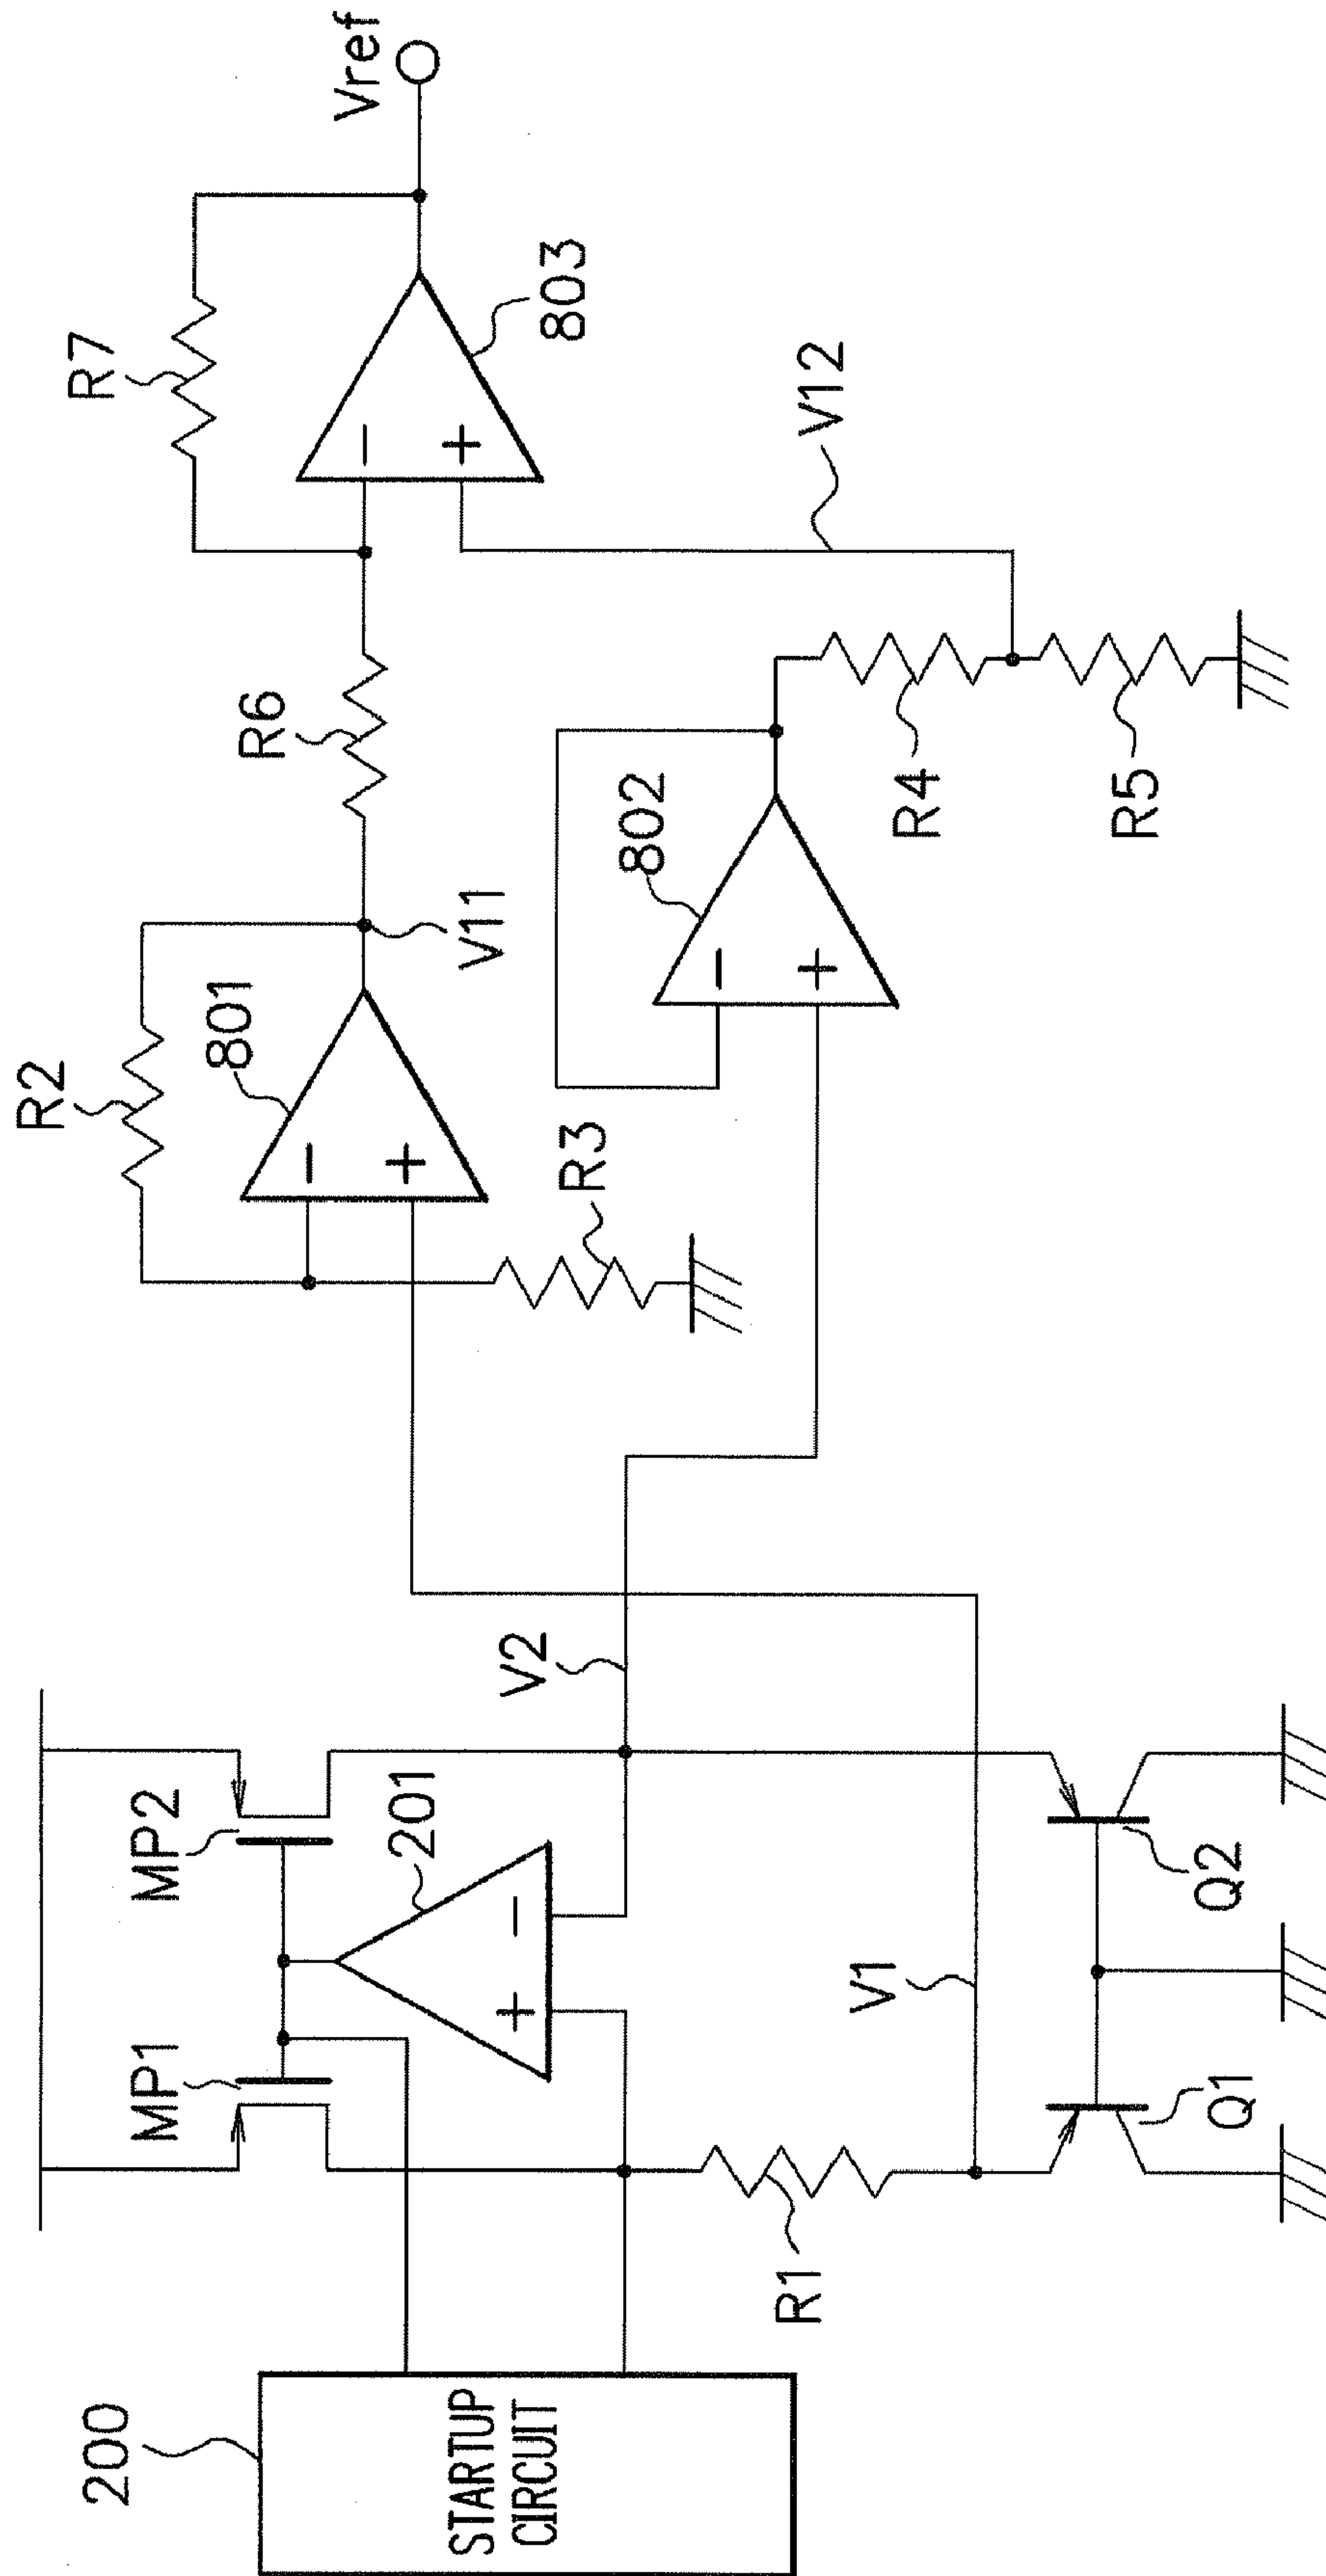 200
STARTUP
CIRCUIT
MP1
MP2
201
+
−
R1
V1
V2
Q1
Q2
R2
801
−
+
V11
R3
R6
802
−
+
R4
R5
R7
803
−
+
V12
Vref